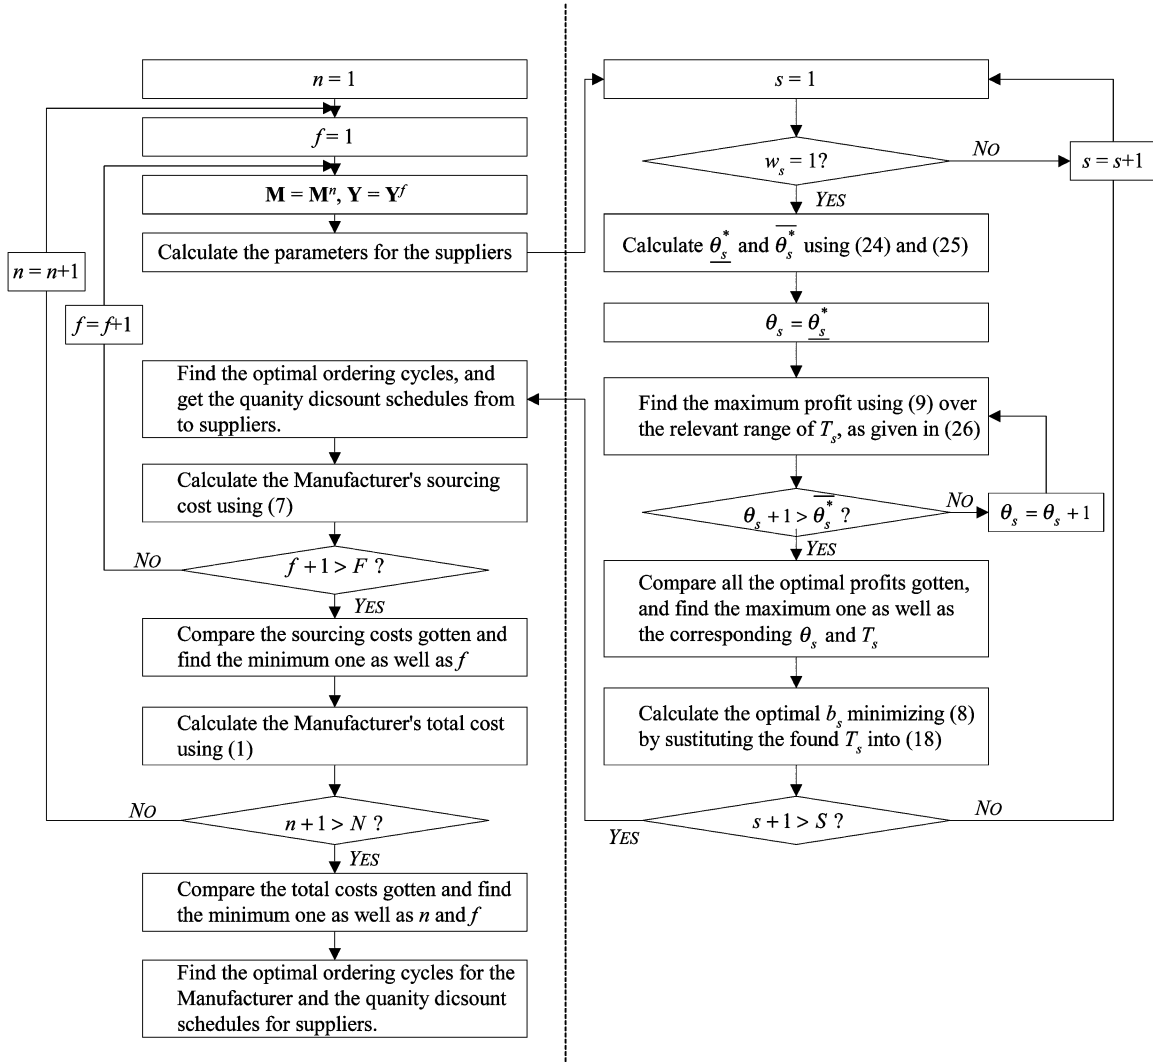 n = 1
f = 1
M = Mⁿ, Y = Yᶠ
Calculate the parameters for the suppliers
n = n+1
f = f+1
Find the optimal ordering cycles, and
get the quanity dicsount schedules from
to suppliers.
Calculate the Manufacturer's sourcing
cost using (7)
NO
f +1 > F ?
YES
Compare the sourcing costs gotten and
find the minimum one as well as f
Calculate the Manufacturer's total cost
using (1)
NO
n +1 > N ?
YES
Compare the total costs gotten and find
the minimum one as well as n and f
Find the optimal ordering cycles for the
Manufacturer and the quanity dicsount
schedules for suppliers.
s = 1
w_s = 1?
NO
s = s+1
YES
Calculate \underline{θ_s^*} and \overline{θ_s^*} using (24) and (25)
θ_s = \underline{θ_s^*}
Find the maximum profit using (9) over
the relevant range of T_s, as given in (26)
θ_s +1 > \overline{θ_s^*} ?
NO
θ_s = θ_s +1
YES
Compare all the optimal profits gotten,
and find the maximum one as well as
the corresponding θ_s and T_s
Calculate the optimal b_s minimizing (8)
by sustituting the found T_s into (18)
s +1 > S ?
NO
YES